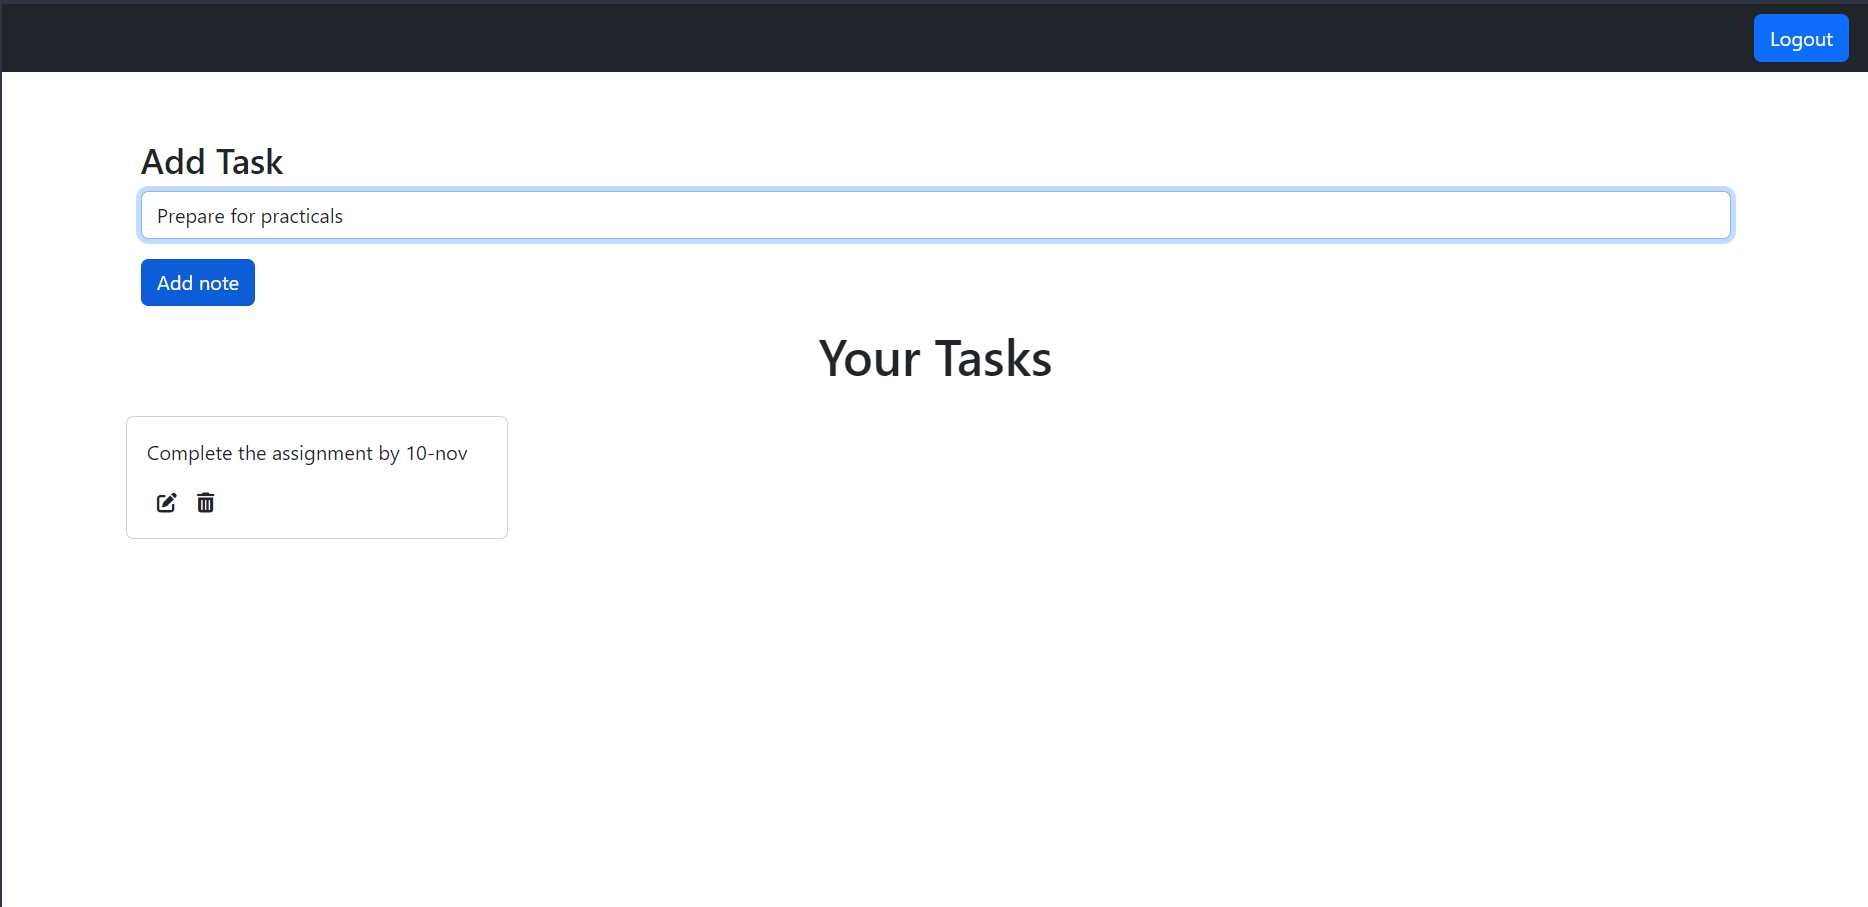 Logout
Add Task
Prepare for practicals
Add note
Your Tasks
Complete the assignment by 10-nov